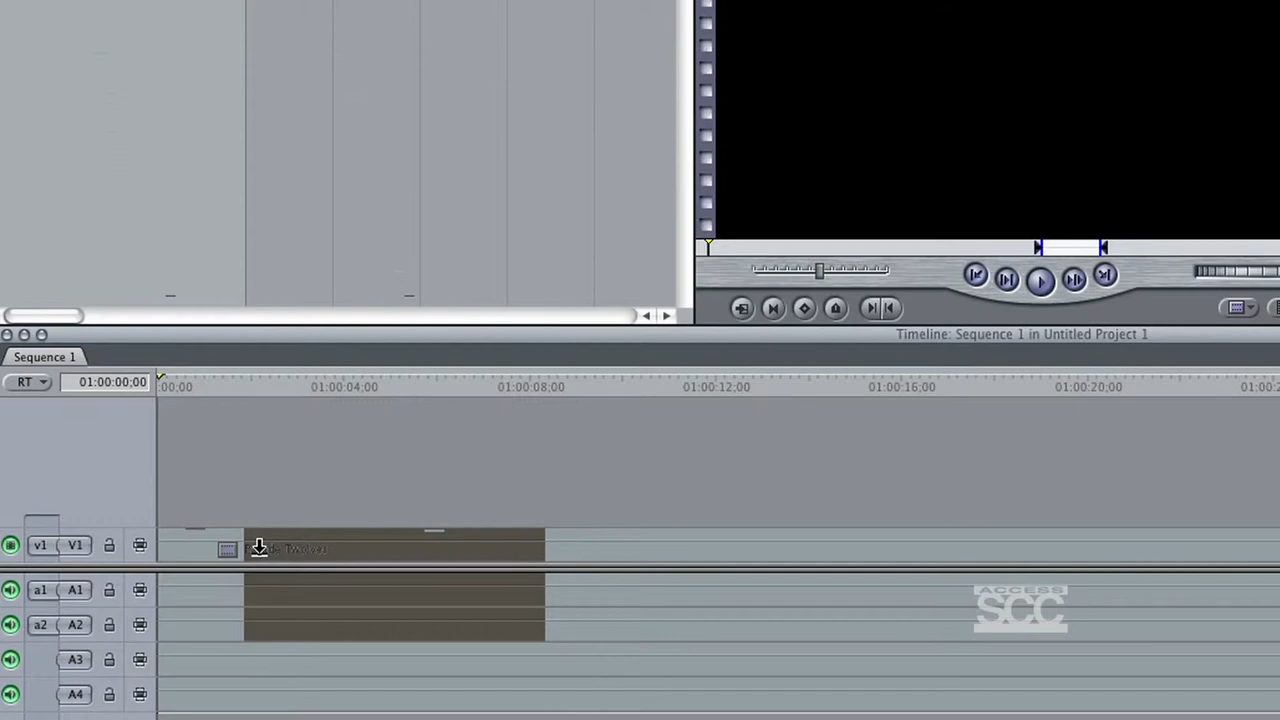 Timeline: Sequence 1 in Untitled Project 1
Sequence 1
RT
01:00:00;00
:00;00
01:00:04;00
01:00:08;00
01:00:12;00
01:00:16;00
01:00:20;00
v1 V1
a1 A1
ACCESS
SCC
a2 A2
A3
A4